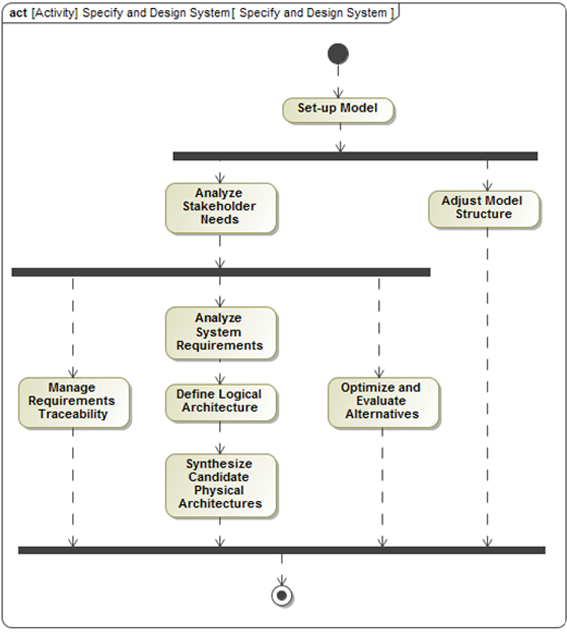 act [Activity] Specify and Design System[ Specify and Design System ]
Set-up Model
Analyze
Stakeholder
Needs
Adjust Model
Structure
Analyze
System
Requirements
Manage
Requirements
Traceability
Define Logical
Architecture
Optimize and
Evaluate
Alternatives
Synthesize
Candidate
Physical
Architectures